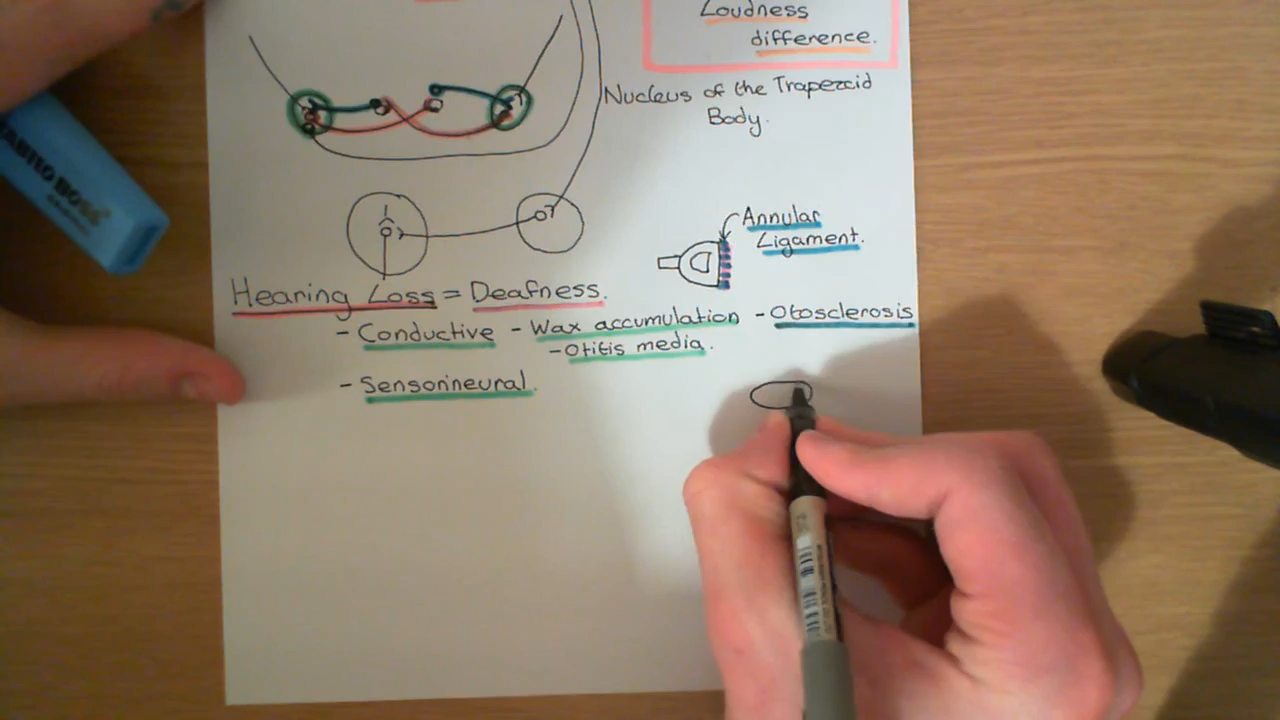 Loudness
difference.
Nucleus of the Trapezoid
Body.
Annular
Ligament.
Hearing Loss = Deafness.
- Conductive - Wax accumulation - Otosclerosis
- Otitis media.
- Sensorineural.